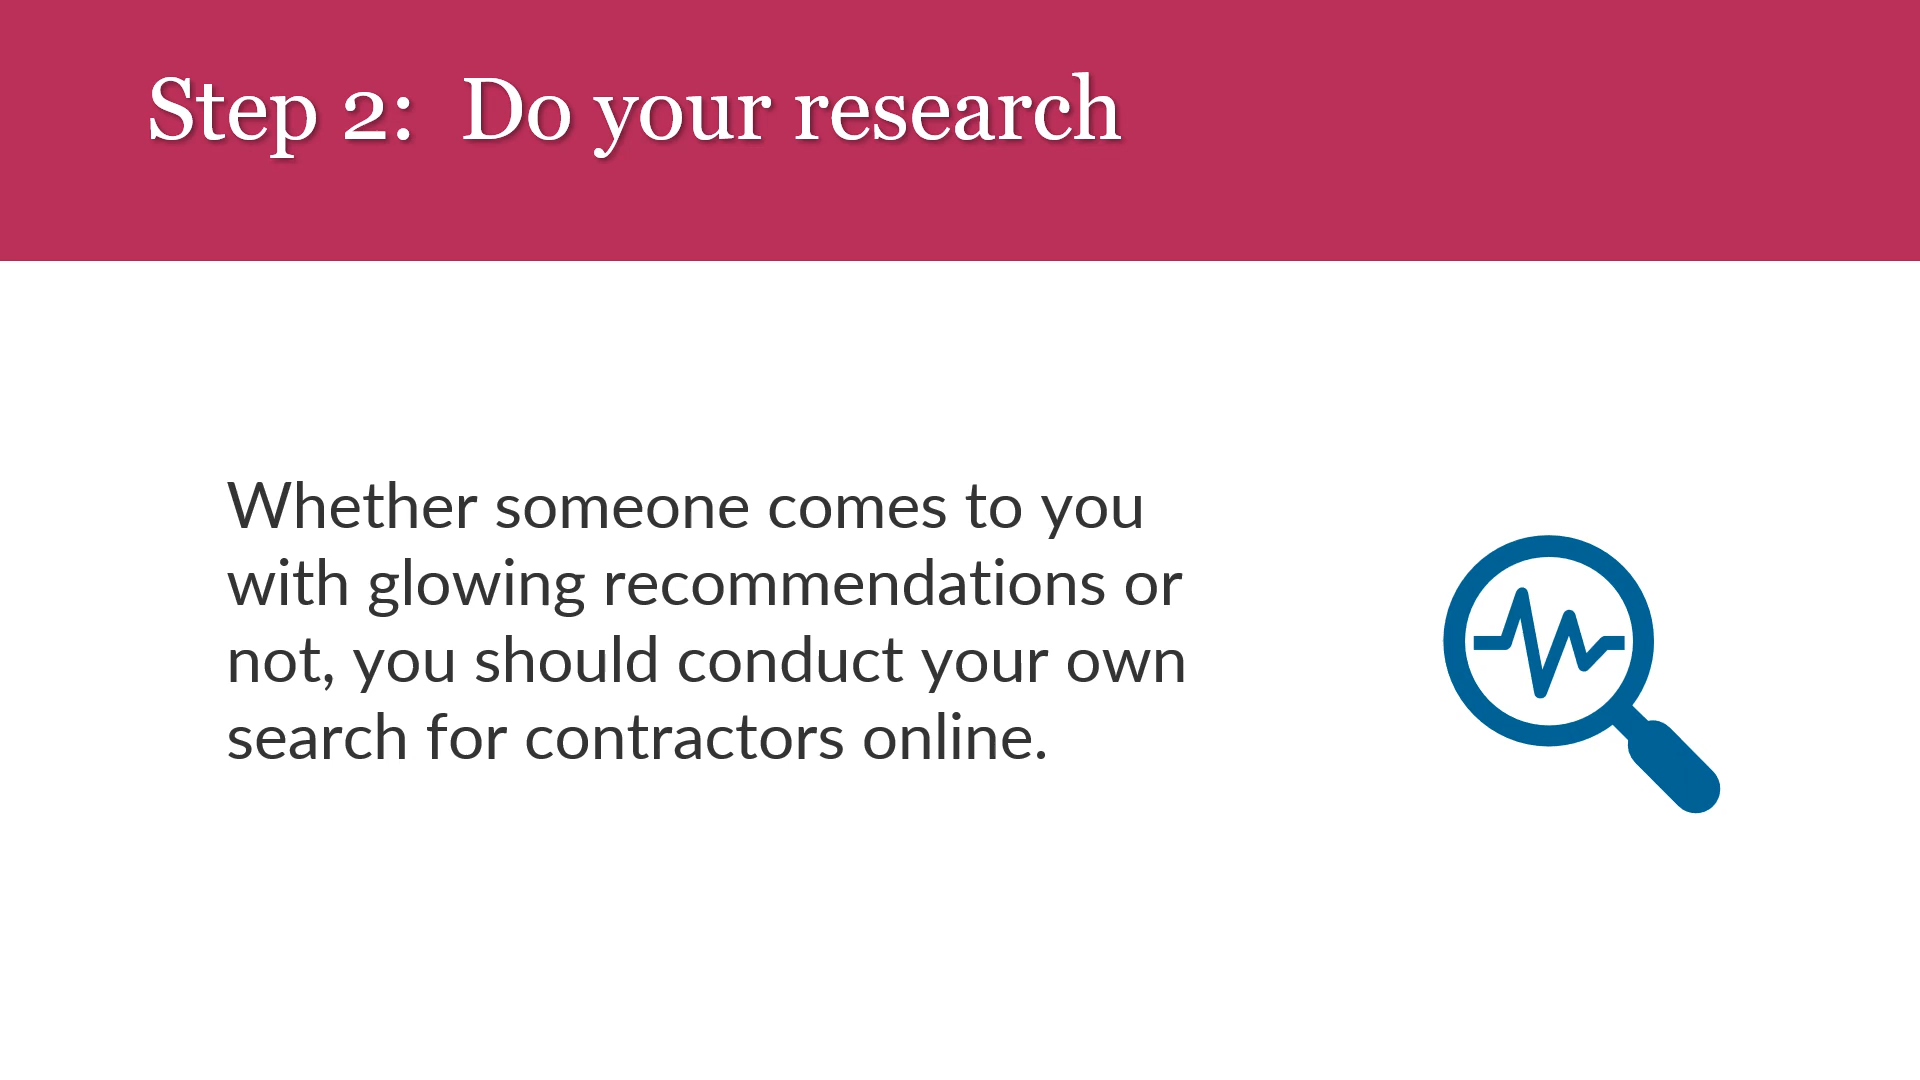 Step 2:  Do your research
Whether someone comes to you
with glowing recommendations or
not, you should conduct your own
search for contractors online.